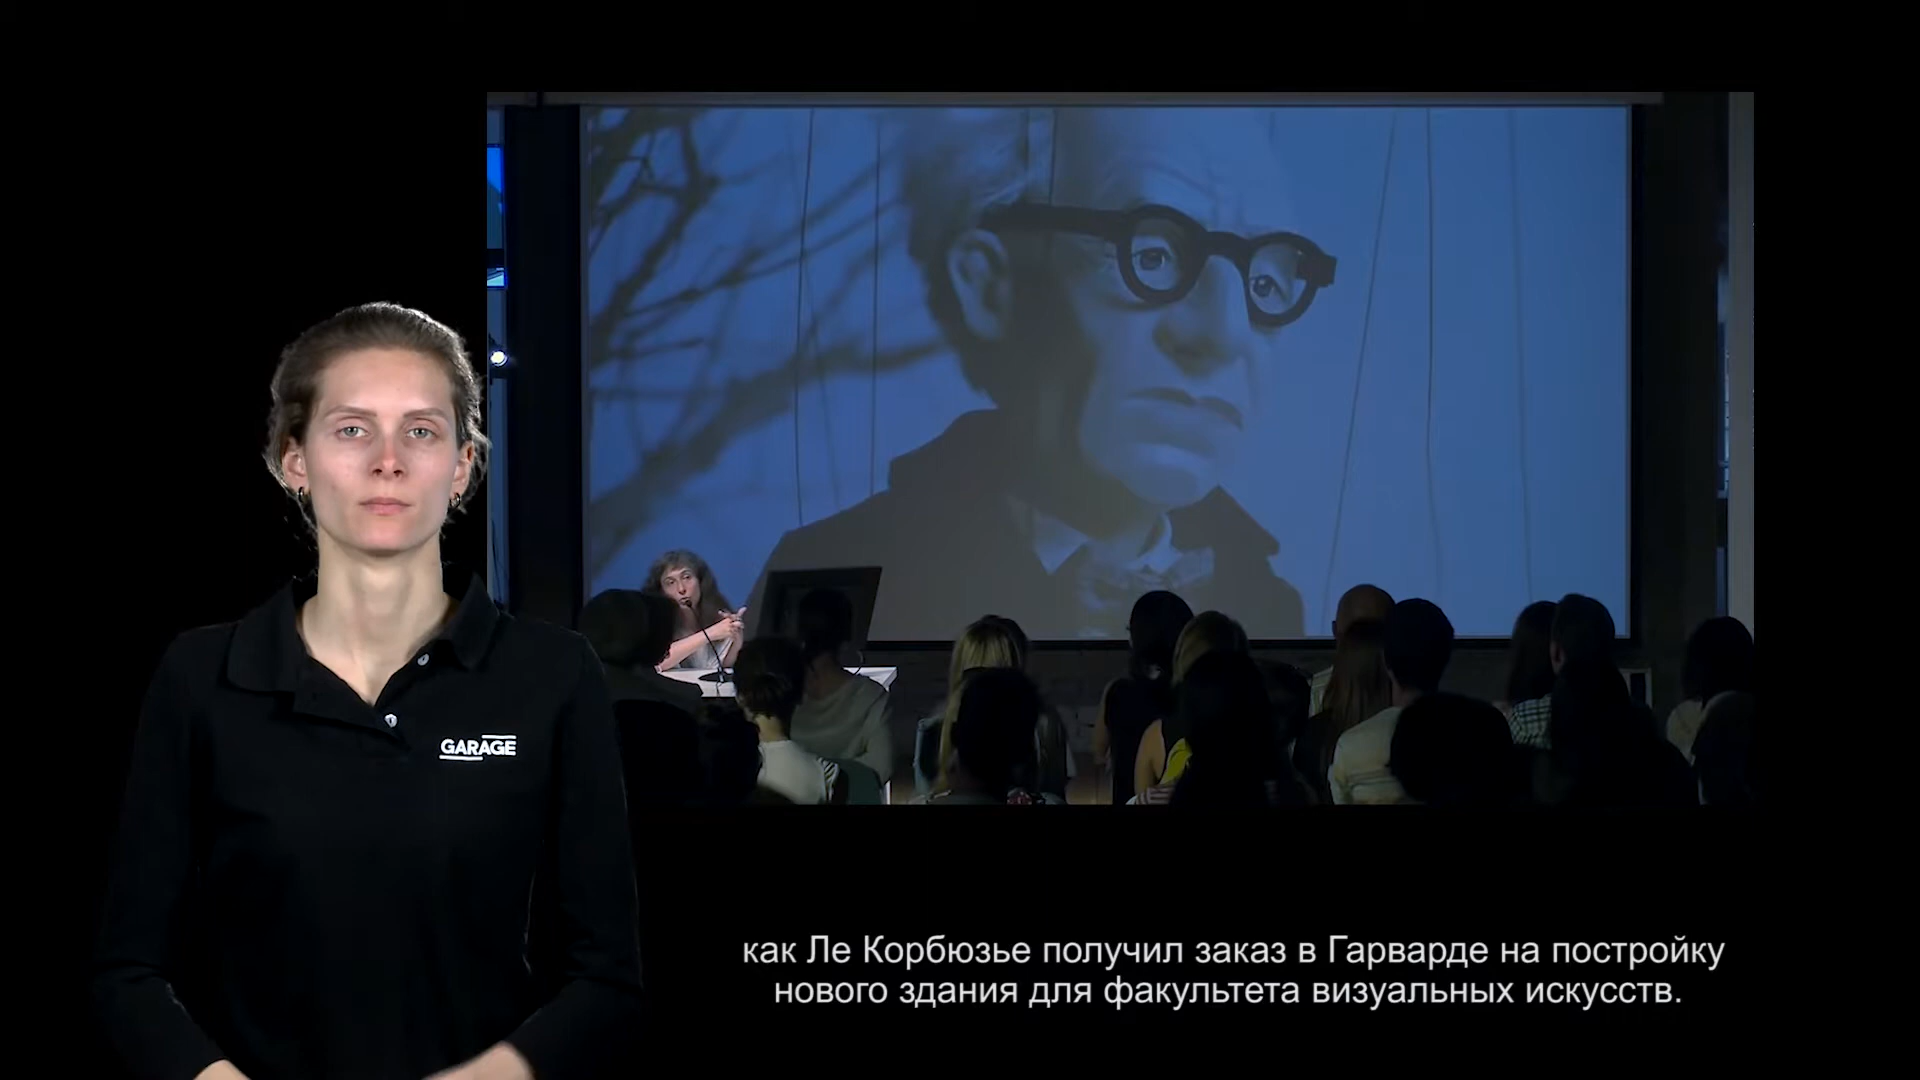 GARAGE
как Ле Корбюзье получил заказ в Гарварде на постройку
нового здания для факультета визуальных искусств.